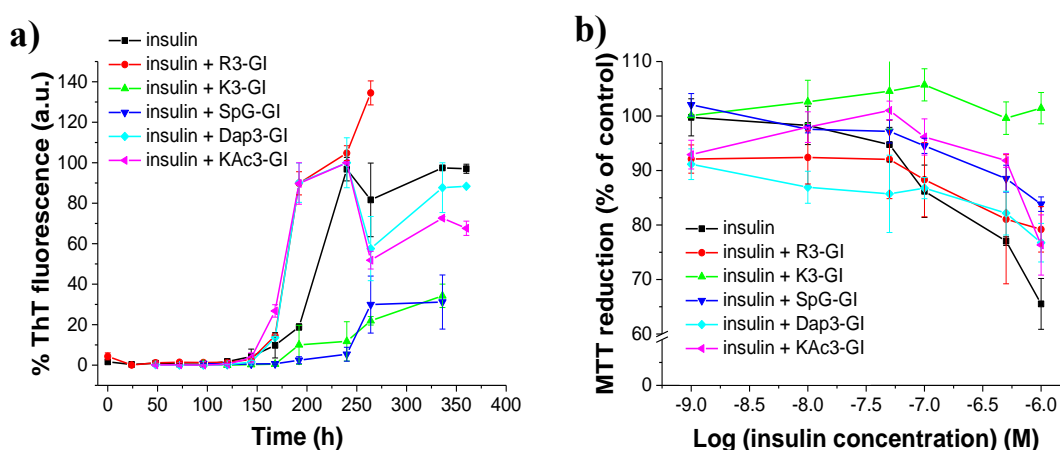 a)
insulin
insulin + R3-GI
insulin + K3-GI
insulin + SpG-GI
insulin + Dap3-GI
insulin + KAc3-GI
% ThT fluorescence (a.u.)
140
120
100
80
60
40
20
0
0 50 100 150 200 250 300 350 400
Time (h)
b)
MTT reduction (% of control)
110
100
90
80
70
60
0
insulin
insulin + R3-GI
insulin + K3-GI
insulin + SpG-GI
insulin + Dap3-GI
insulin + KAc3-GI
-9.0 -8.5 -8.0 -7.5 -7.0 -6.5 -6.0
Log (insulin concentration) (M)